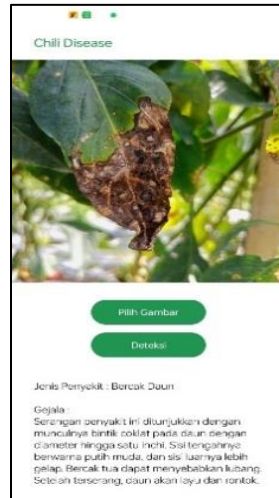 Chili Disease
Pilih Gambar
Deteksi
Jenis Penyakit : Bercak Daun
Gejala :
Serangan penyakit ini ditunjukkan dengan
munculnya bintik coklat pada daun dengan
diameter hingga satu inchi. Sisi tengahnya
berwarna putih muda, dan sisi luarnya lebih
gelap. Bercak tua dapat menyebabkan lubang.
Setelah terserang, daun akan layu dan rontok.